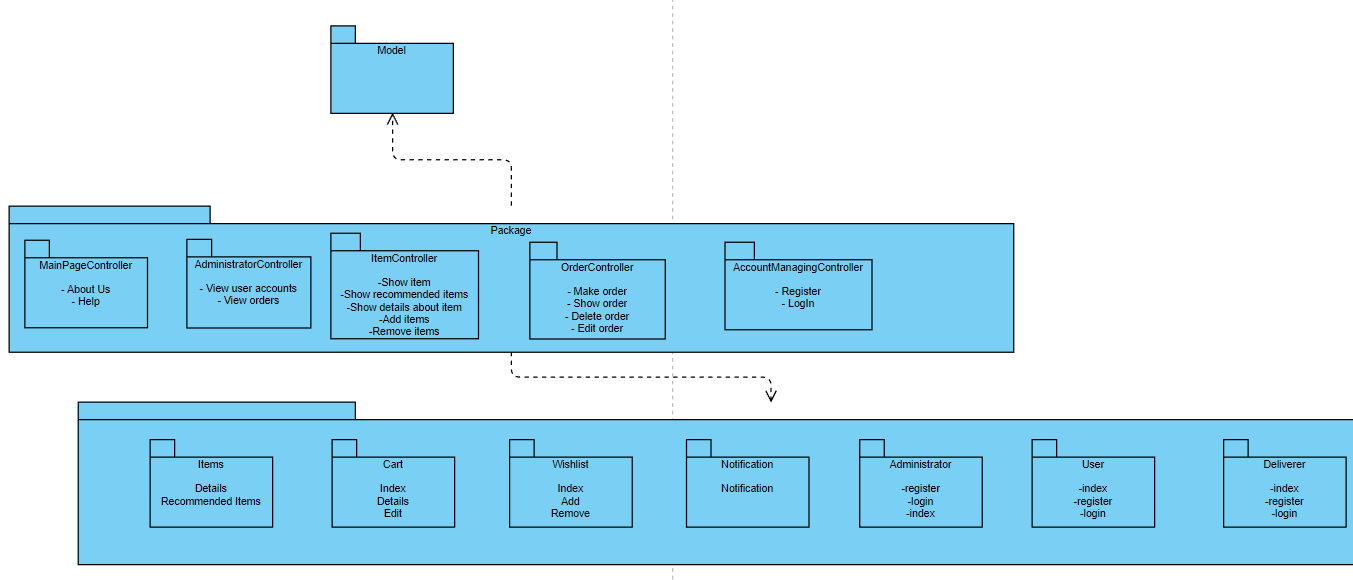 Model
Package
MainPageController
- About Us
- Help
AdministratorController
- View user accounts
- View orders
ItemController
-Show item
-Show recommended items
-Show details about item
-Add items
-Remove items
OrderController
- Make order
- Show order
- Delete order
- Edit order
AccountManagingController
- Register
- LogIn
Items
Details
Recommended Items
Cart
Index
Details
Edit
Wishlist
Index
Add
Remove
Notification
Notification
Administrator
-register
-login
-index
User
-index
-register
-login
Deliverer
-index
-register
-login